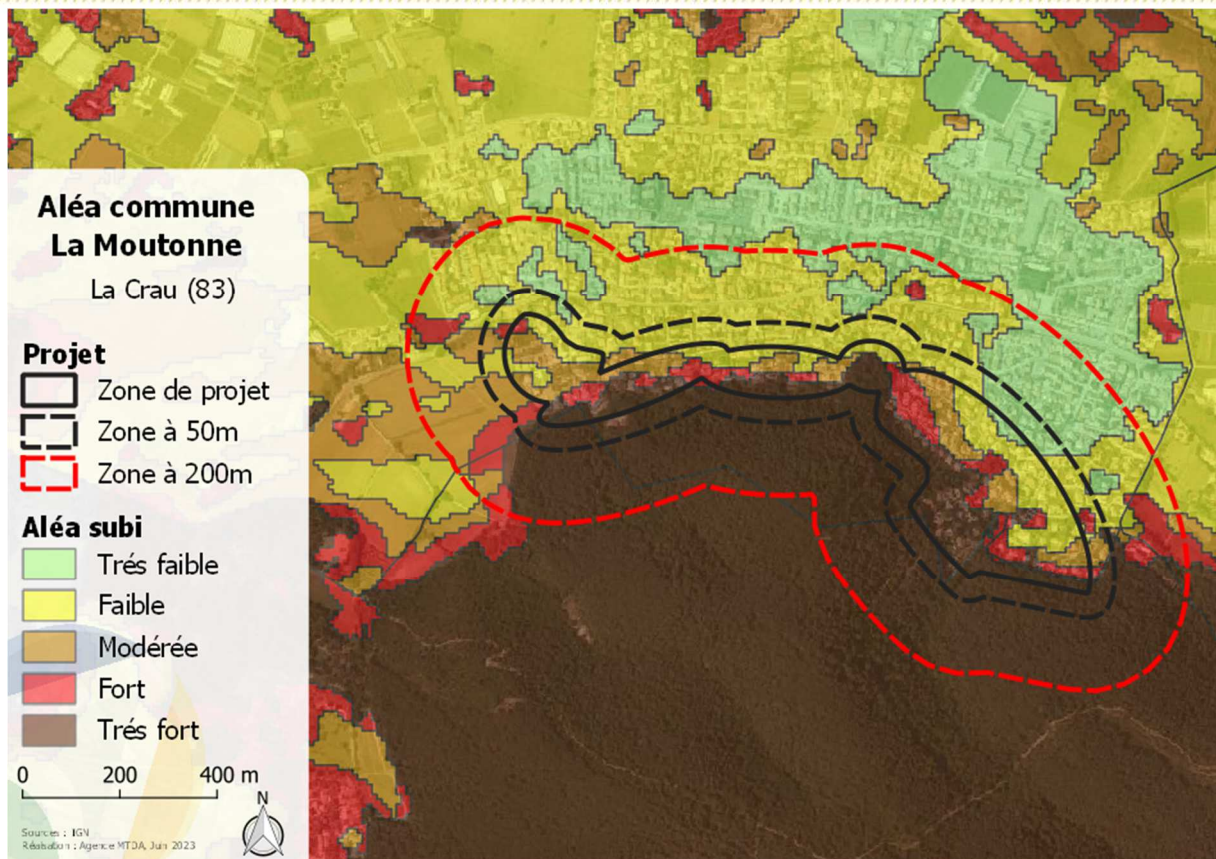 Aléa commune
La Moutonne
La Crau (83)
Projet
Zone de projet
Zone à 50m
Zone à 200m
Aléa subi
Trés faible
Faible
Modérée
Fort
Trés fort
0 200 400 m
N
Sources : IGN
Réalisation : Agence MTDA, Juin 2023